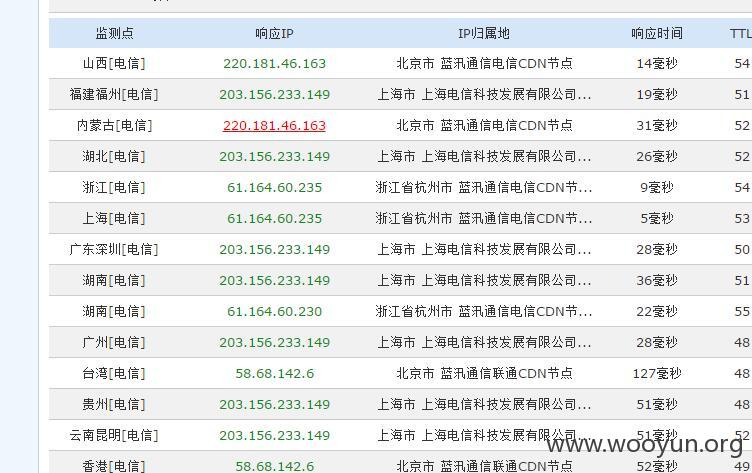 监测点 响应IP IP归属地 响应时间 TTL
山西[电信] 220.181.46.163 北京市 蓝汛通信电信CDN节点 14毫秒 54
福建福州[电信] 203.156.233.149 上海市 上海电信科技发展有限公司... 19毫秒 51
内蒙古[电信] 220.181.46.163 北京市 蓝汛通信电信CDN节点 31毫秒 52
湖北[电信] 203.156.233.149 上海市 上海电信科技发展有限公司... 26毫秒 52
浙江[电信] 61.164.60.235 浙江省杭州市 蓝汛通信电信CDN节... 9毫秒 54
上海[电信] 61.164.60.235 浙江省杭州市 蓝汛通信电信CDN节... 5毫秒 53
广东深圳[电信] 203.156.233.149 上海市 上海电信科技发展有限公司... 28毫秒 50
湖南[电信] 203.156.233.149 上海市 上海电信科技发展有限公司... 36毫秒 51
湖南[电信] 61.164.60.230 浙江省杭州市 蓝汛通信电信CDN节... 22毫秒 55
广州[电信] 203.156.233.149 上海市 上海电信科技发展有限公司... 28毫秒 48
台湾[电信] 58.68.142.6 北京市 蓝汛通信联通CDN节点 127毫秒 48
贵州[电信] 203.156.233.149 上海市 上海电信科技发展有限公司... 51毫秒 48
云南昆明[电信] 203.156.233.149 上海市 上海电信科技发展有限公司... 51毫秒 52
www.wooyun.org
香港[电信] 58.68.142.6 北京市 蓝汛通信联通CDN节点 52毫秒 49